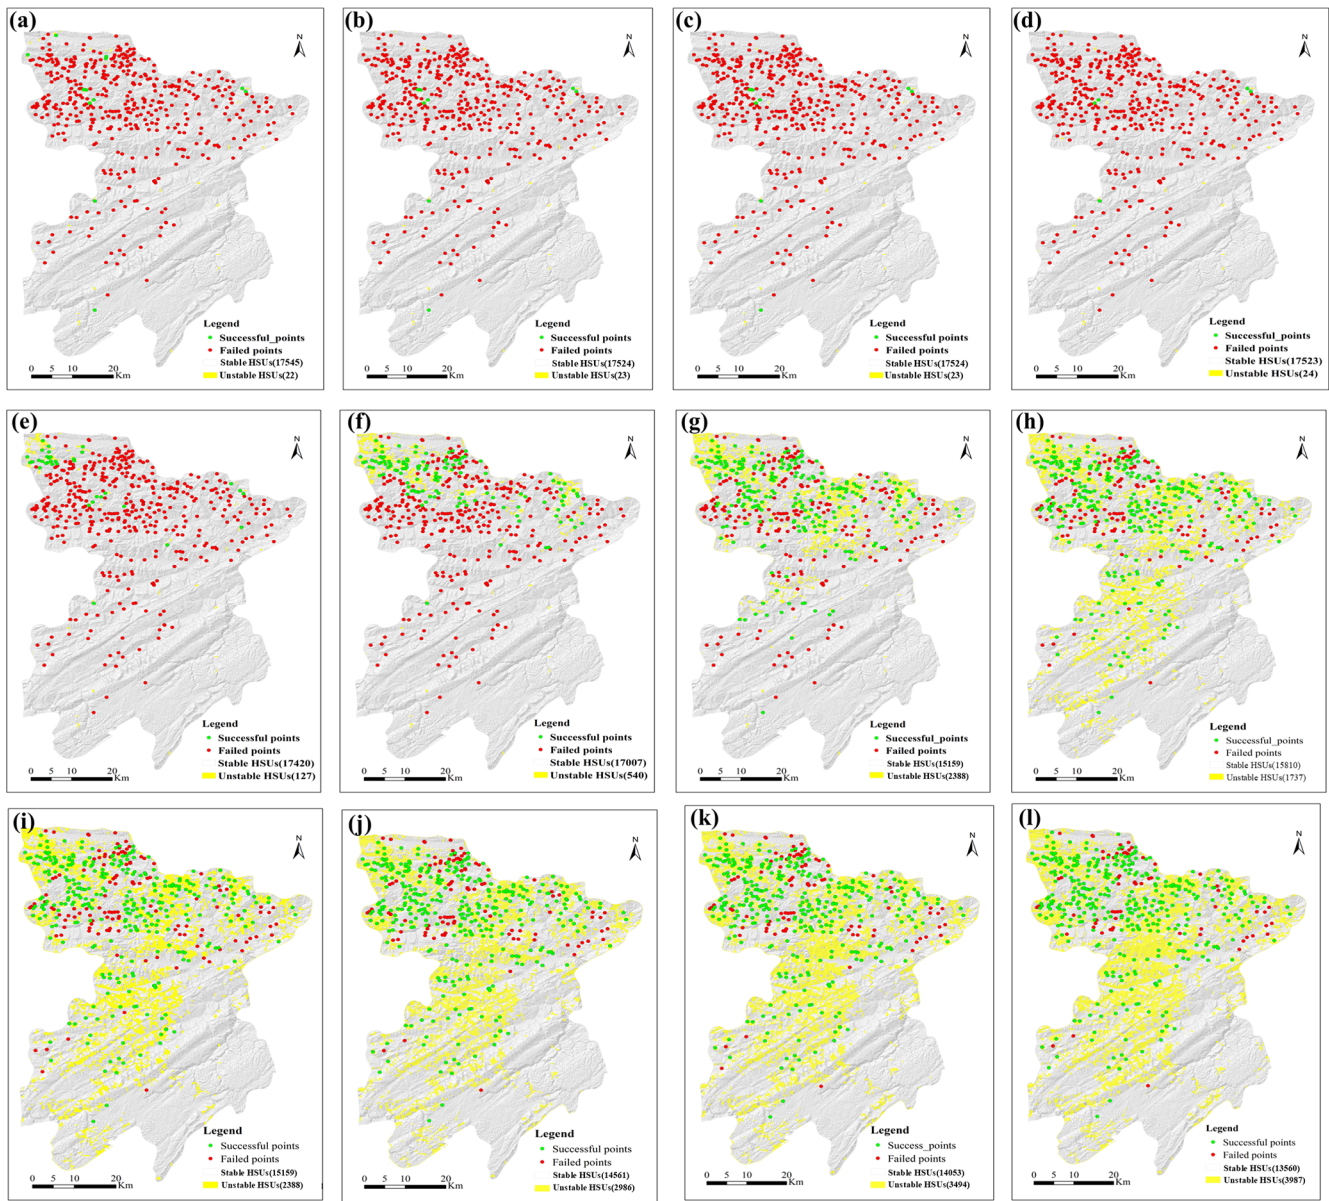 (a)
N
Legend
Successful_points
Failed points
Stable HSUs(17545)
Unstable HSUs(22)
0 5 10 20
Km
(b)
N
Legend
Successful points
Failed points
Stable HSUs(17524)
Unstable HSUs(23)
0 5 10 20
Km
(c)
N
Legend
Successful points
Failed points
Stable HSUs(17524)
Unstable HSUs(23)
0 5 10 20
Km
(d)
N
Legend
Successful_points
Failed points
Stable HSUs(17523)
Unstable HSUs(24)
0 5 10 20
Km
(e)
N
Legend
Successful points
Failed points
Stable HSUs(17420)
Unstable HSUs(127)
0 5 10 20
Km
(f)
N
Legend
Successful points
Failed points
Stable HSUs(17007)
Unstable HSUs(540)
0 5 10 20
Km
(g)
N
Legend
Successful_points
Failed points
Stable HSUs(15159)
Unstable HSUs(2388)
0 5 10 20
Km
(h)
N
Legend
Successful_points
Failed points
Stable HSUs(15810)
Unstable HSUs(1737)
0 5 10 20
Km
(i)
N
Legend
Successful points
Failed points
Stable HSUs(15159)
Unstable HSUs(2388)
0 5 10 20
Km
(j)
N
Legend
Successful points
Failed points
Stable HSUs(14561)
Unstable HSUs(2986)
0 5 10 20
Km
(k)
N
Legend
Success_points
Failed points
Stable HSUs(14053)
Unstable HSUs(3494)
0 5 10 20
Km
(l)
N
Legend
Successful points
Failed points
Stable HSUs(13560)
Unstable HSUs(3987)
0 5 10 20
Km